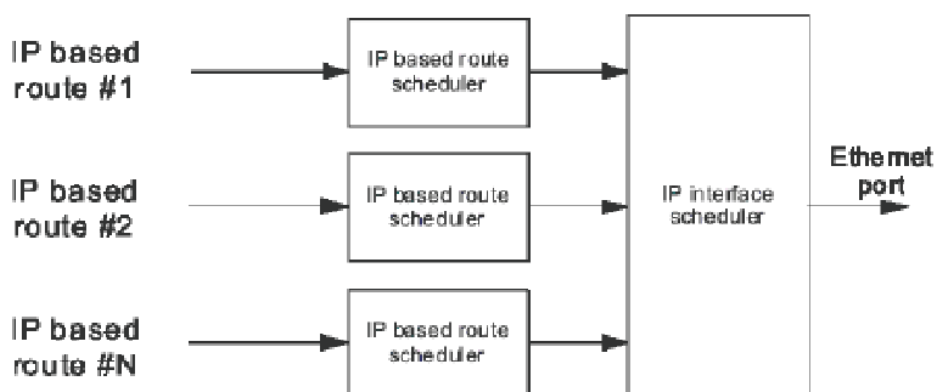 IP based
route #1
IP based route
scheduler
IP based
route #2
IP based route
scheduler
IP based
route #N
IP based route
scheduler
IP interface
scheduler
Ethernet
port